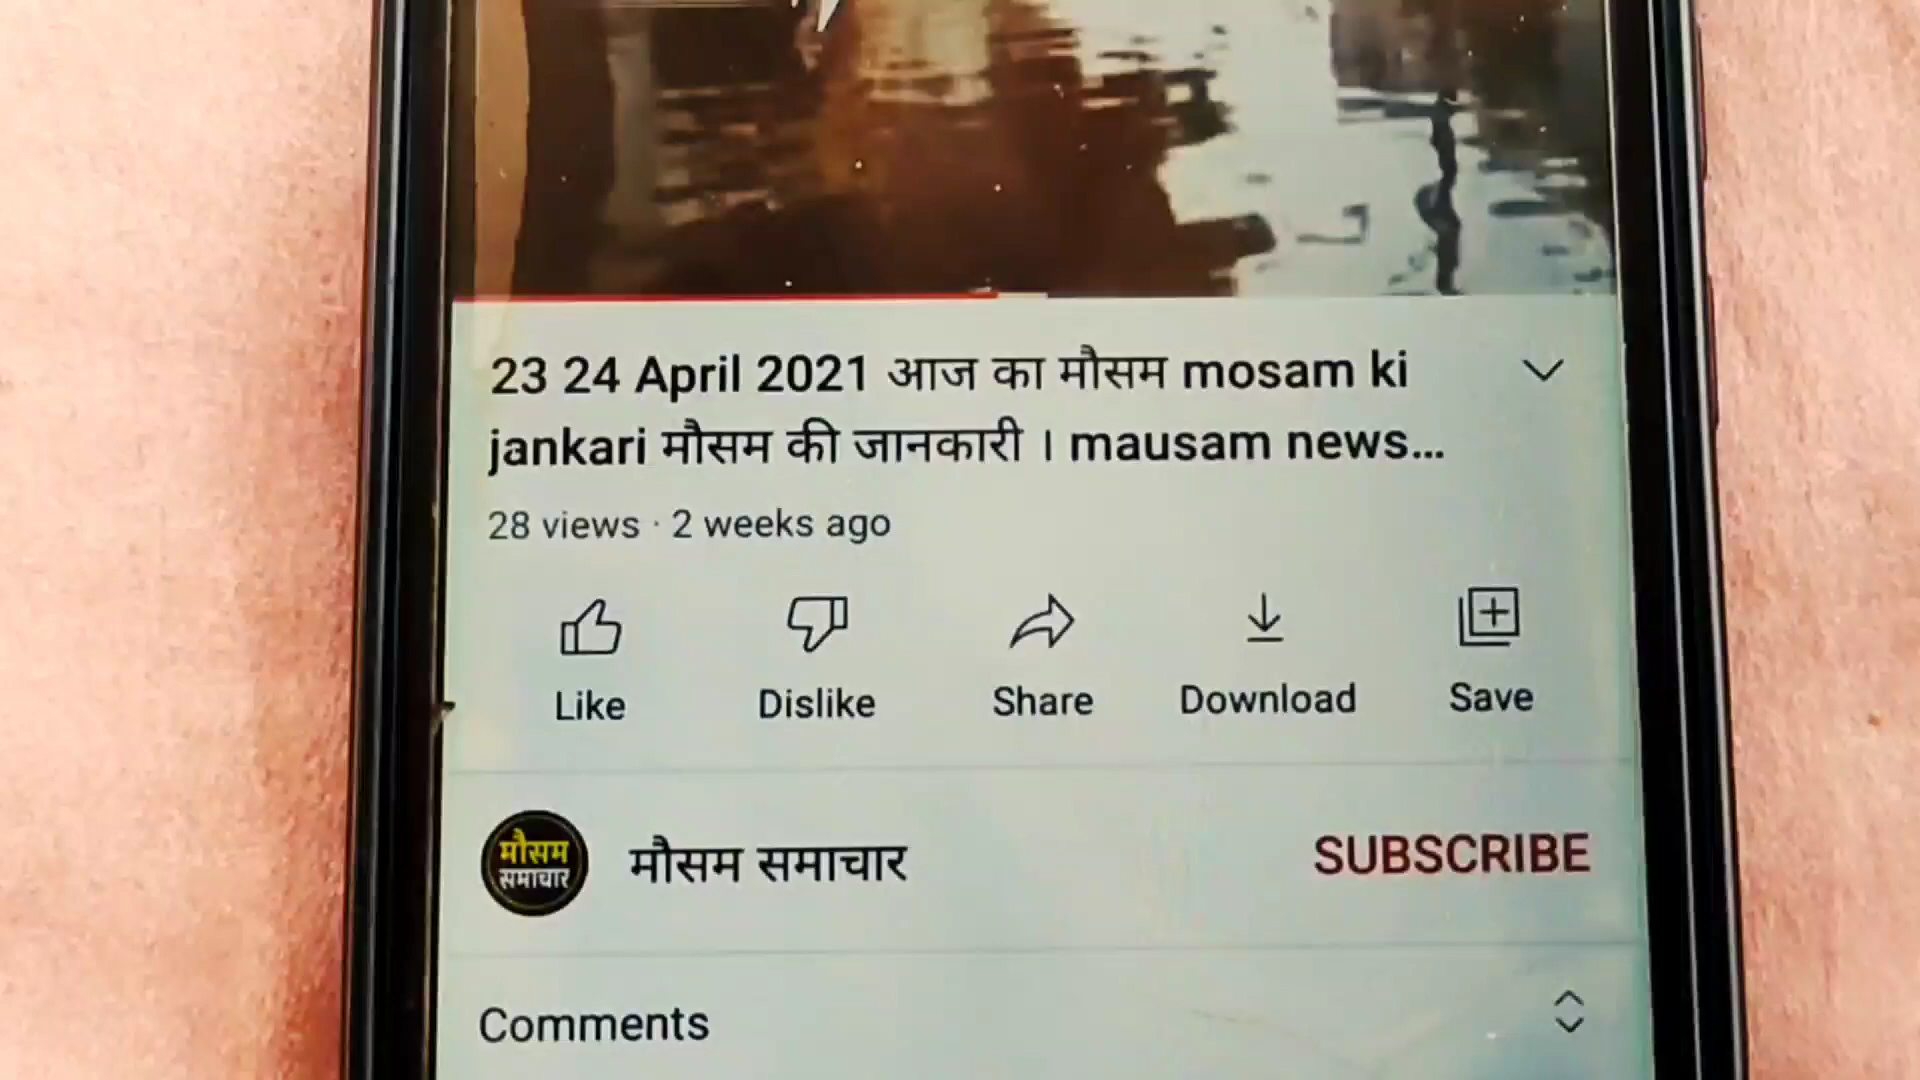 23 24 April 2021 आज का मौसम mosam ki
jankari मौसम की जानकारी । mausam news...
28 views · 2 weeks ago
Like Dislike Share Download Save
मौसम
समाचार
मौसम समाचार SUBSCRIBE
Comments